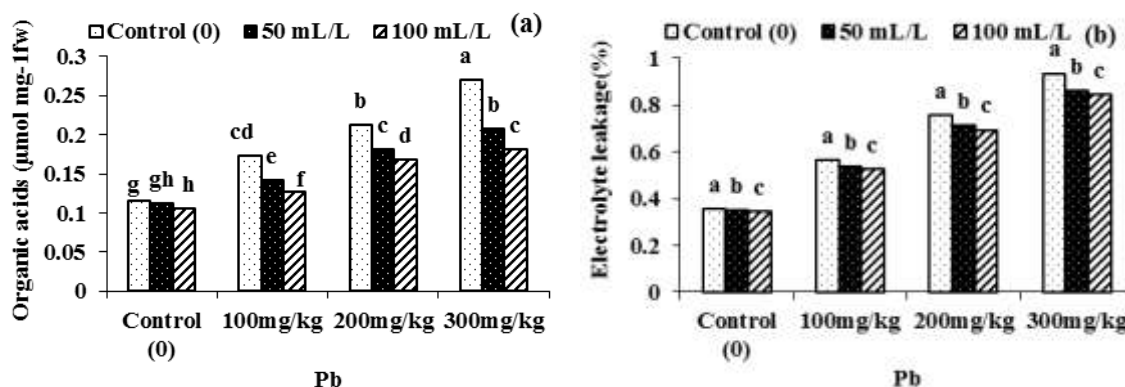 Control (0) 50 mL/L 100 mL/L (a)
Organic acids (µmol mg-1fw)
0.3
0.25
0.2
0.15
0.1
0.05
0
g gh h
cd e f
b c d
a b c
Control (0) 100mg/kg 200mg/kg 300mg/kg
Pb
Control (0) 50 mL/L 100 mL/L (b)
Electrolyte leakage(%)
1
0.8
0.6
0.4
0.2
0
a b c
a b c
a b c
a b c
Control (0) 100mg/kg 200mg/kg 300mg/kg
Pb